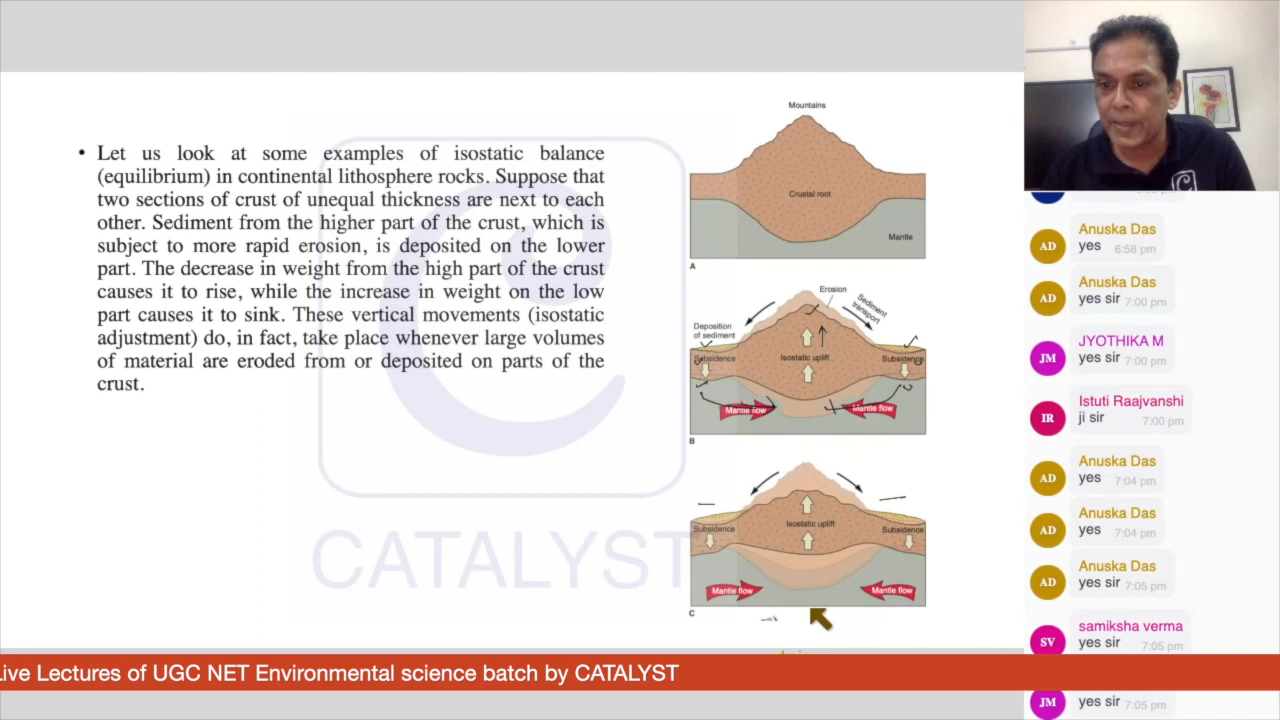 • Let us look at some examples of isostatic balance
(equilibrium) in continental lithosphere rocks. Suppose that
two sections of crust of unequal thickness are next to each
other. Sediment from the higher part of the crust, which is
subject to more rapid erosion, is deposited on the lower
part. The decrease in weight from the high part of the crust
causes it to rise, while the increase in weight on the low
part causes it to sink. These vertical movements (isostatic
adjustment) do, in fact, take place whenever large volumes
of material are eroded from or deposited on parts of the
crust.
CATALYST
Mountains
Crustal root
Mantle
A
Erosion
Sediment
transport
Deposition
of sediment
Subsidence
Isostatic uplift
Subsidence
Mantle flow
Mantle flow
B
Subsidence
Isostatic uplift
Subsidence
Mantle flow
Mantle flow
C
Anuska Das
AD
yes 6:58 pm
Anuska Das
AD
yes sir 7:00 pm
JYOTHIKA M
JM
yes sir 7:00 pm
Istuti Raajvanshi
IR
ji sir 7:00 pm
Anuska Das
AD
yes 7:04 pm
Anuska Das
AD
yes 7:04 pm
Anuska Das
AD
yes sir 7:05 pm
samiksha verma
SV
yes sir 7:05 pm
JM
yes sir 7:05 pm
ive Lectures of UGC NET Environmental science batch by CATALYST